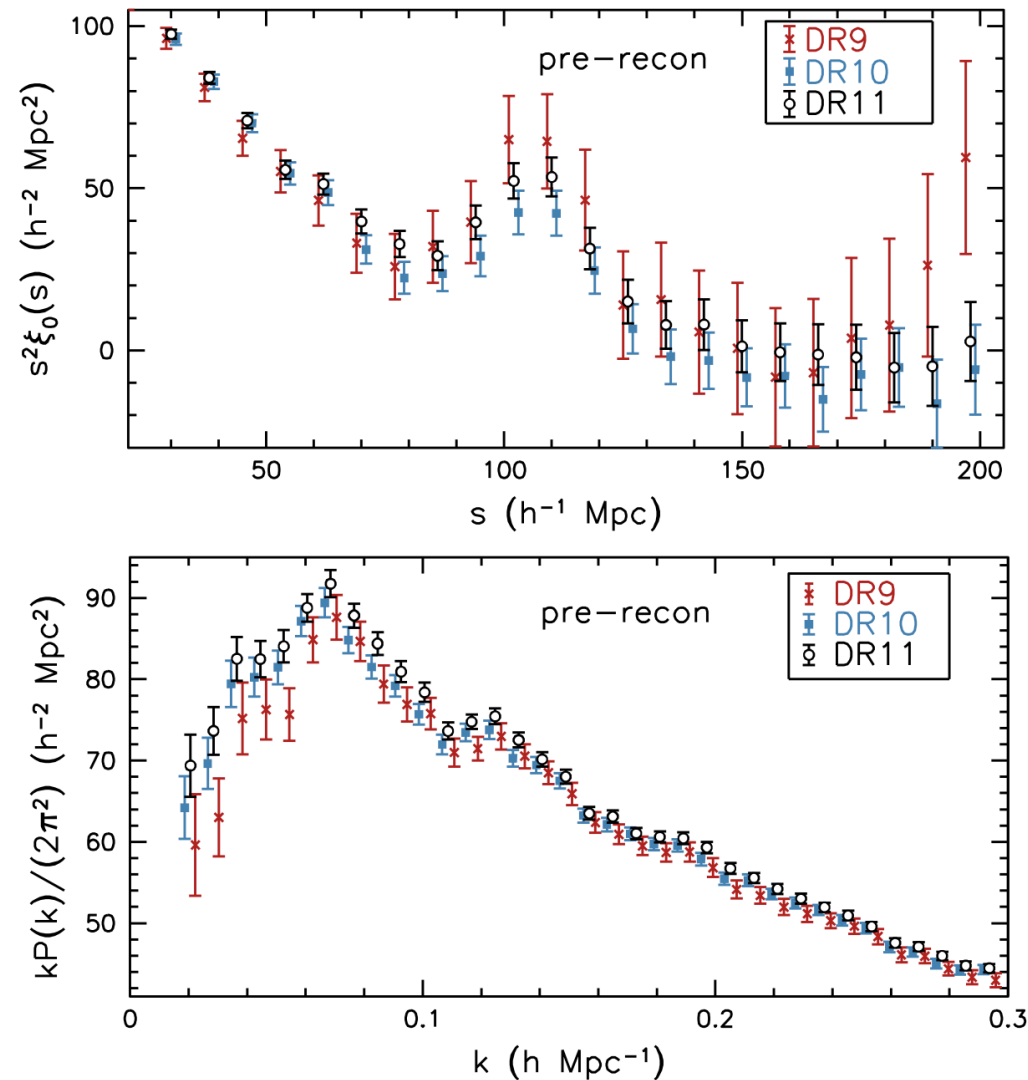 100
50
0
s²ξ₀(s) (h⁻² Mpc²)
pre-recon
DR9
DR10
DR11
50
100
150
200
s (h⁻¹ Mpc)
90
80
70
60
50
kP(k)/(2π²) (h⁻² Mpc²)
pre-recon
DR9
DR10
DR11
0
0.1
0.2
0.3
k (h Mpc⁻¹)